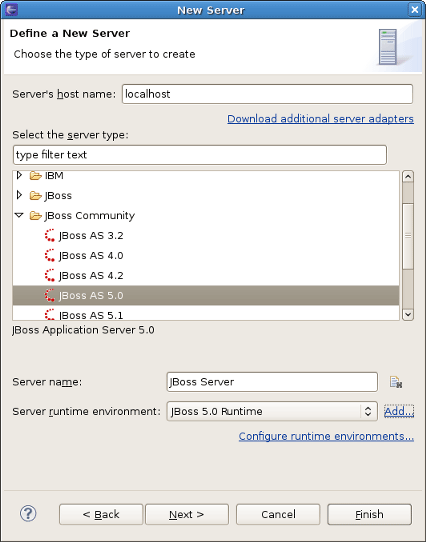 New Server
Define a New Server
Choose the type of server to create
Server's host name: localhost
Download additional server adapters
Select the server type:
type filter text
IBM
JBoss
JBoss Community
JBoss AS 3.2
JBoss AS 4.0
JBoss AS 4.2
JBoss AS 5.0
JBoss AS 5.1
JBoss Application Server 5.0
Server name: JBoss Server
Server runtime environment: JBoss 5.0 Runtime Add...
Configure runtime environments...
? < Back Next > Cancel Finish